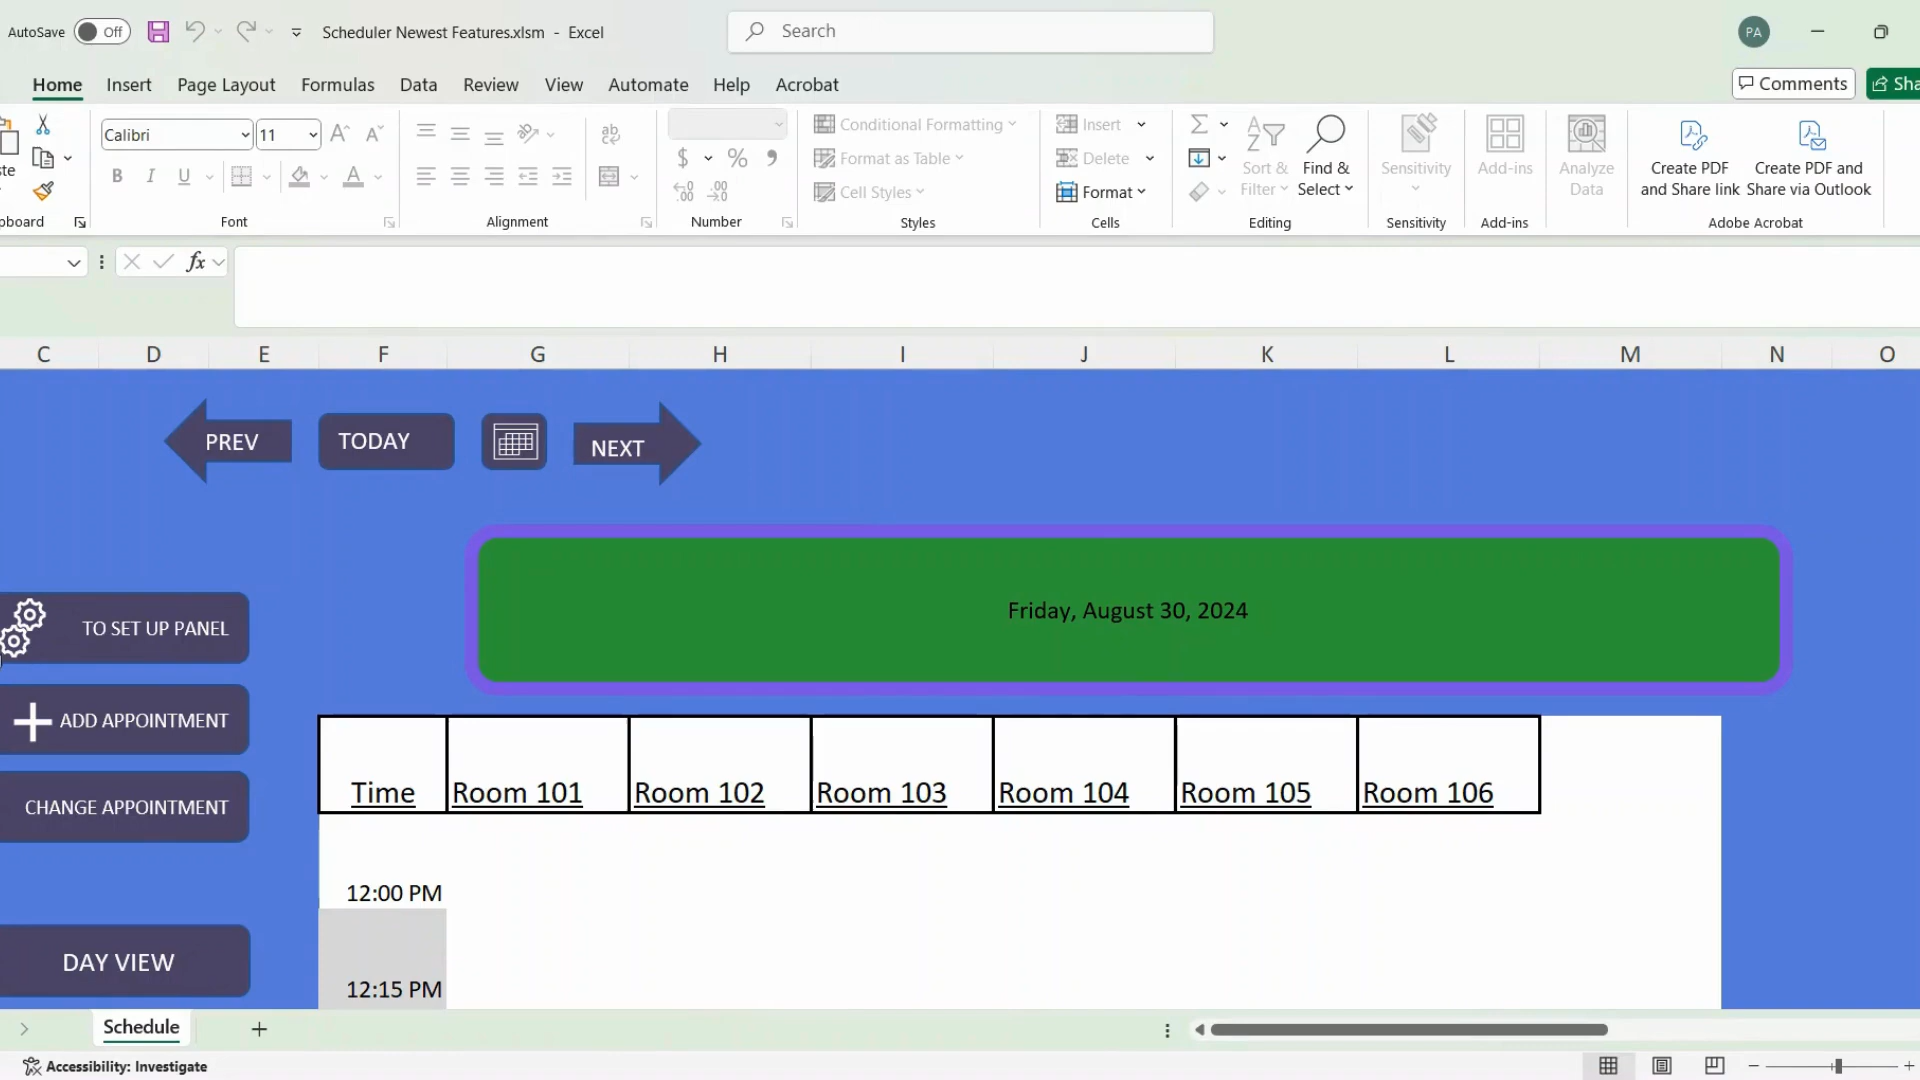 AutoSave Off Scheduler Newest Features.xlsm - Excel Search PA
Home Insert Page Layout Formulas Data Review View Automate Help Acrobat Comments Sha
Calibri 11 ab Conditional Formatting Insert Σ
ste B I U $ % , Format as Table Delete Sort & Filter Find & Select Sensitivity Add-ins Analyze Data Create PDF and Share link Create PDF and Share via Outlook
Cell Styles Format
pboard Font Alignment Number Styles Cells Editing Sensitivity Add-ins Adobe Acrobat
fx
C D E F G H I J K L M N O
PREV TODAY NEXT
Friday, August 30, 2024
TO SET UP PANEL
ADD APPOINTMENT
CHANGE APPOINTMENT
DAY VIEW
Time Room 101 Room 102 Room 103 Room 104 Room 105 Room 106
12:00 PM
12:15 PM
Schedule
Accessibility: Investigate